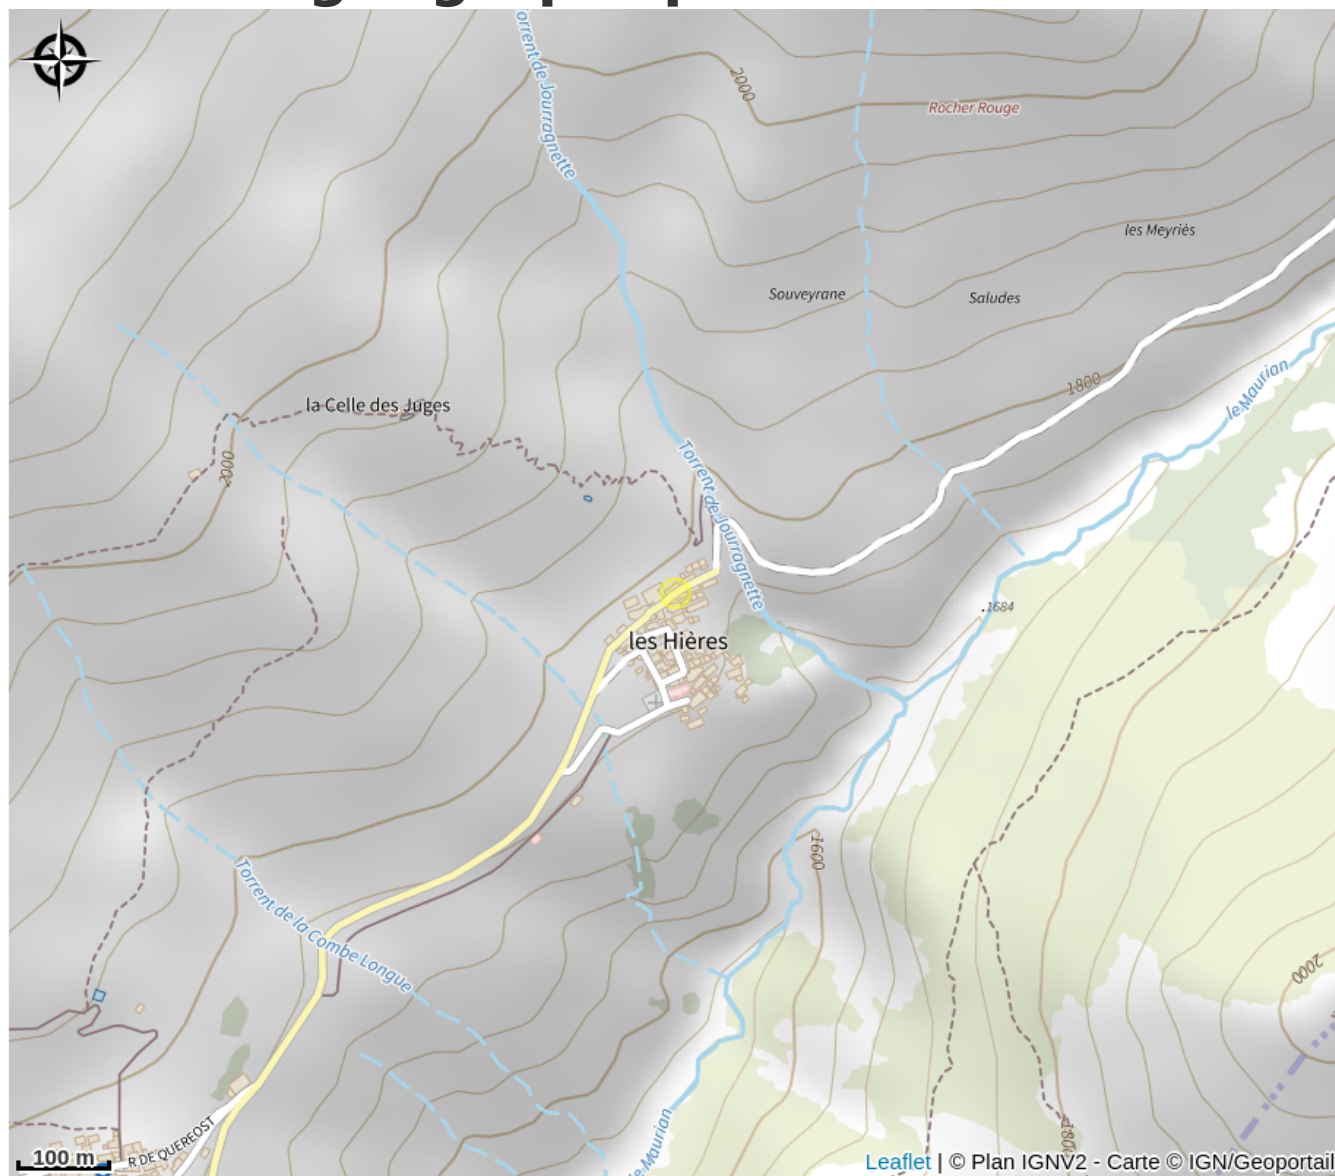 Torrent de Jourragnette
2000
Rocher Rouge
les Meyriès
Souveyrane
Saludes
1800
le Maurian
la Celle des Juges
2000
Torrent de Jourragnette
1684
les Hières
1600
Torrent de la Combe Longue
2000
1800
le Maurian
R DE QUEREOST
100 m
Leaflet | © Plan IGNV2 - Carte © IGN/Geoportail